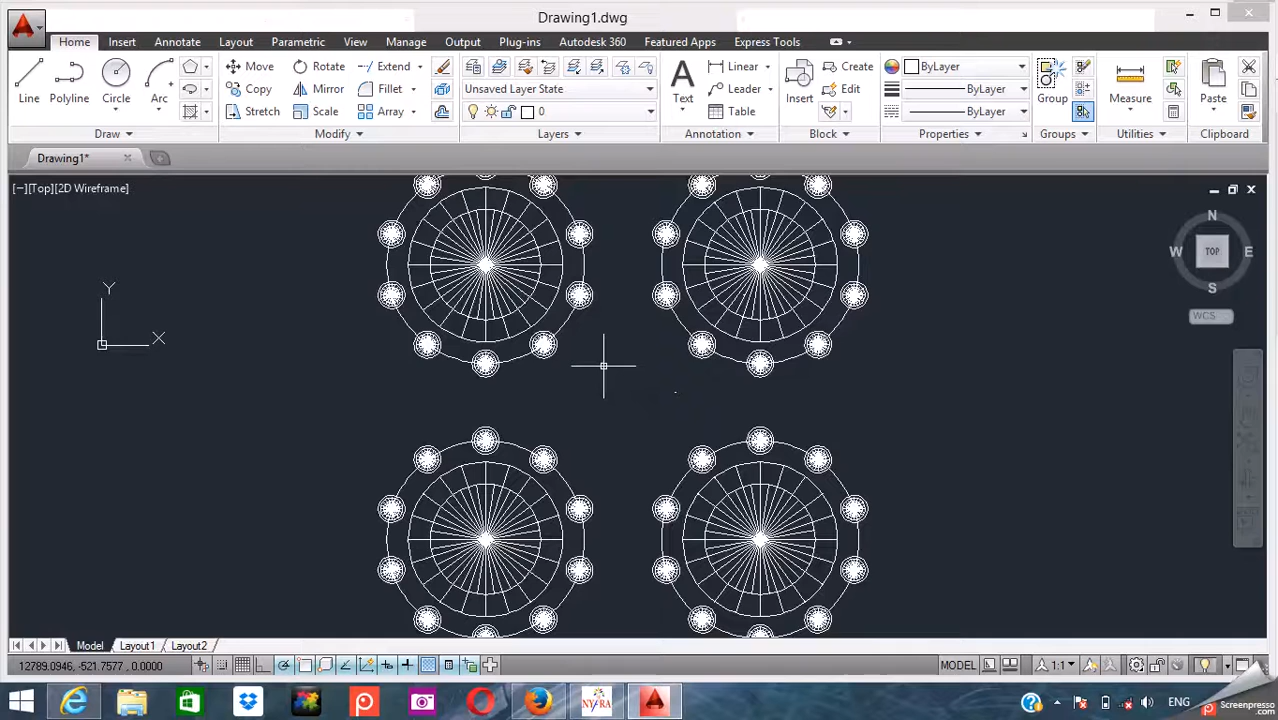 Drawing1.dwg
Home Insert Annotate Layout Parametric View Manage Output Plug-ins Autodesk 360 Featured Apps Express Tools
Line Polyline Circle Arc
Move Rotate Extend
Copy Mirror Fillet
Stretch Scale Array
Unsaved Layer State
0
Text
Linear
Leader
Table
Insert
Create
Edit
ByLayer
ByLayer
ByLayer
Group
Measure
Paste
Draw Modify Layers Annotation Block Properties Groups Utilities Clipboard
Drawing1*
[−][Top][2D Wireframe]
N
W TOP E
S
WCS
Y
X
Model Layout1 Layout2
12789.0946, -521.7577 , 0.0000
MODEL
1:1
NYRA
ENG
Screenpresso
.com